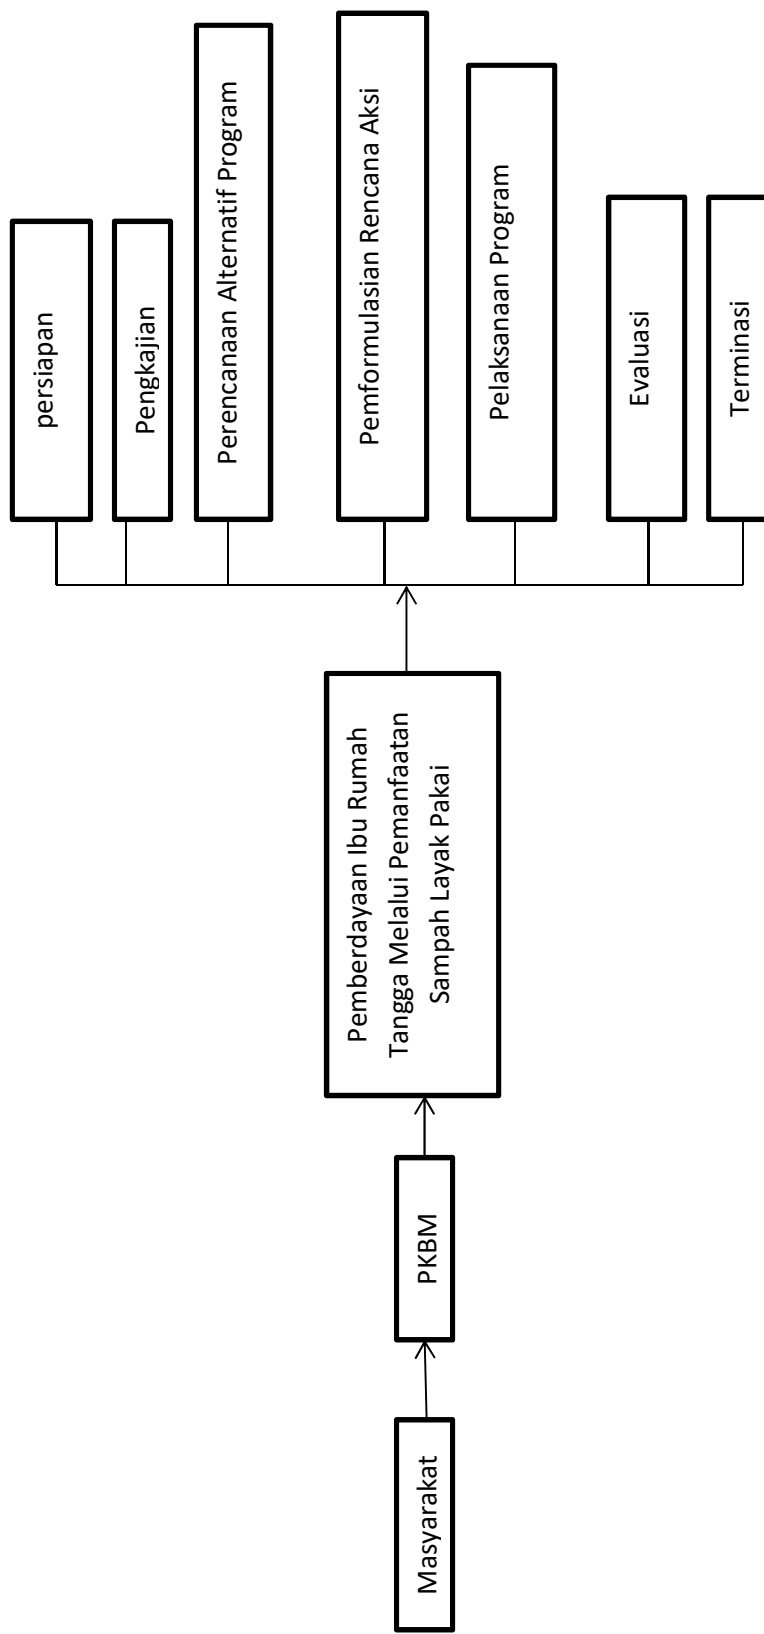 Masyarakat
PKBM
Pemberdayaan Ibu Rumah
Tangga Melalui Pemanfaatan
Sampah Layak Pakai
persiapan
Pengkajian
Perencanaan Alternatif Program
Pemformulasian Rencana Aksi
Pelaksanaan Program
Evaluasi
Terminasi